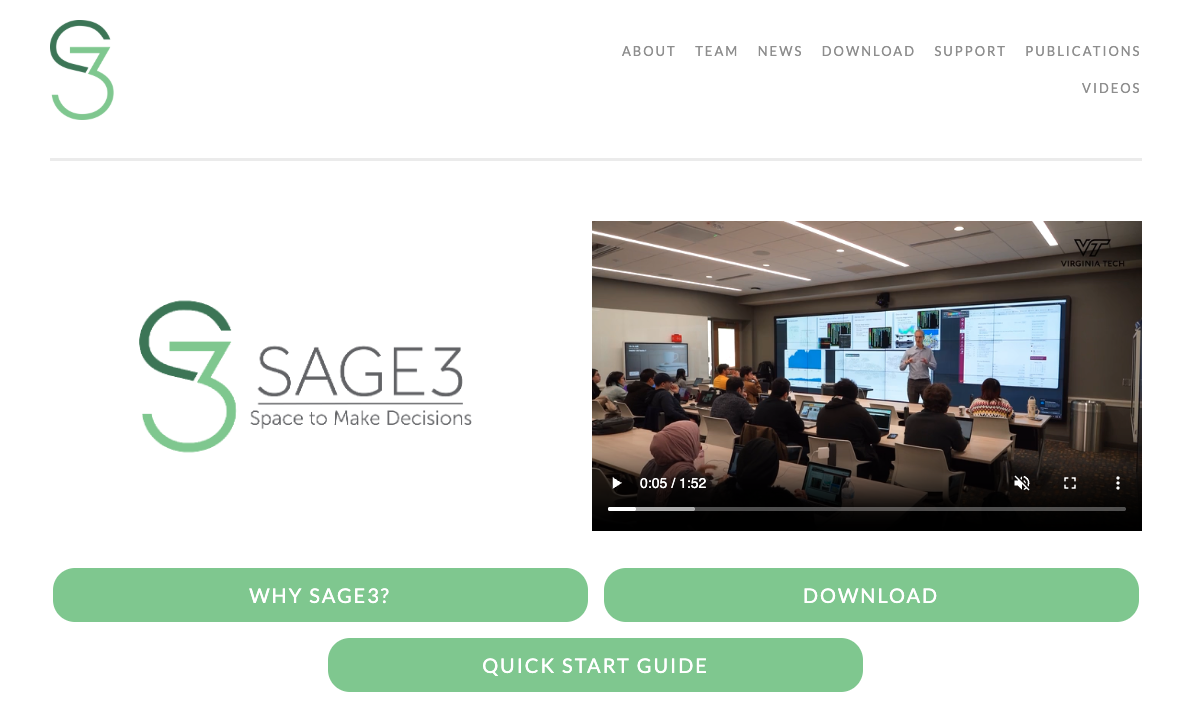 ABOUT TEAM NEWS DOWNLOAD SUPPORT PUBLICATIONS
VIDEOS
SAGE3
Space to Make Decisions
VT
VIRGINIA TECH
0:05 / 1:52
WHY SAGE3?
DOWNLOAD
QUICK START GUIDE